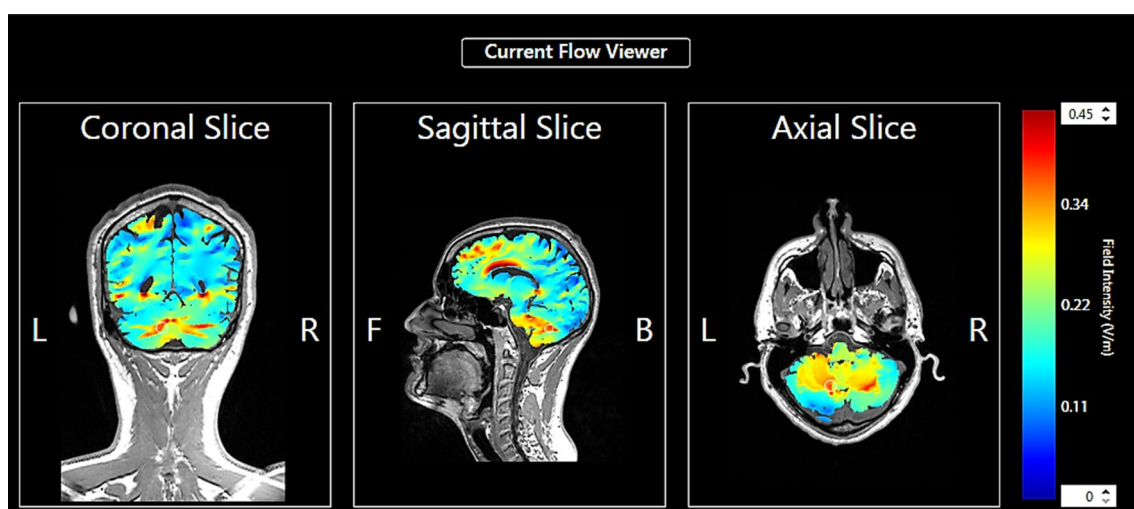 Current Flow Viewer
Coronal Slice
Sagittal Slice
Axial Slice
L
R
F
B
L
R
0.45
0.34
0.22
0.11
0
Field Intensity (V/m)